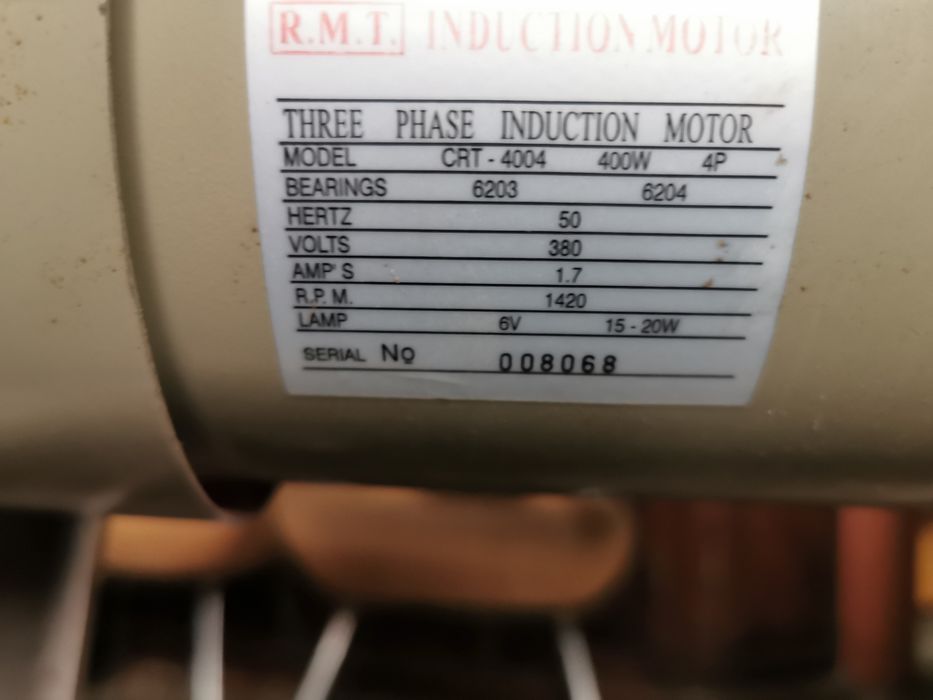 R.M.T. INDUCTION MOTOR
THREE PHASE INDUCTION MOTOR
MODEL CRT - 4004 400W 4P
BEARINGS 6203 6204
HERTZ 50
VOLTS 380
AMP'S 1.7
R.P.M. 1420
LAMP 6V 15 - 20W
SERIAL No 008068